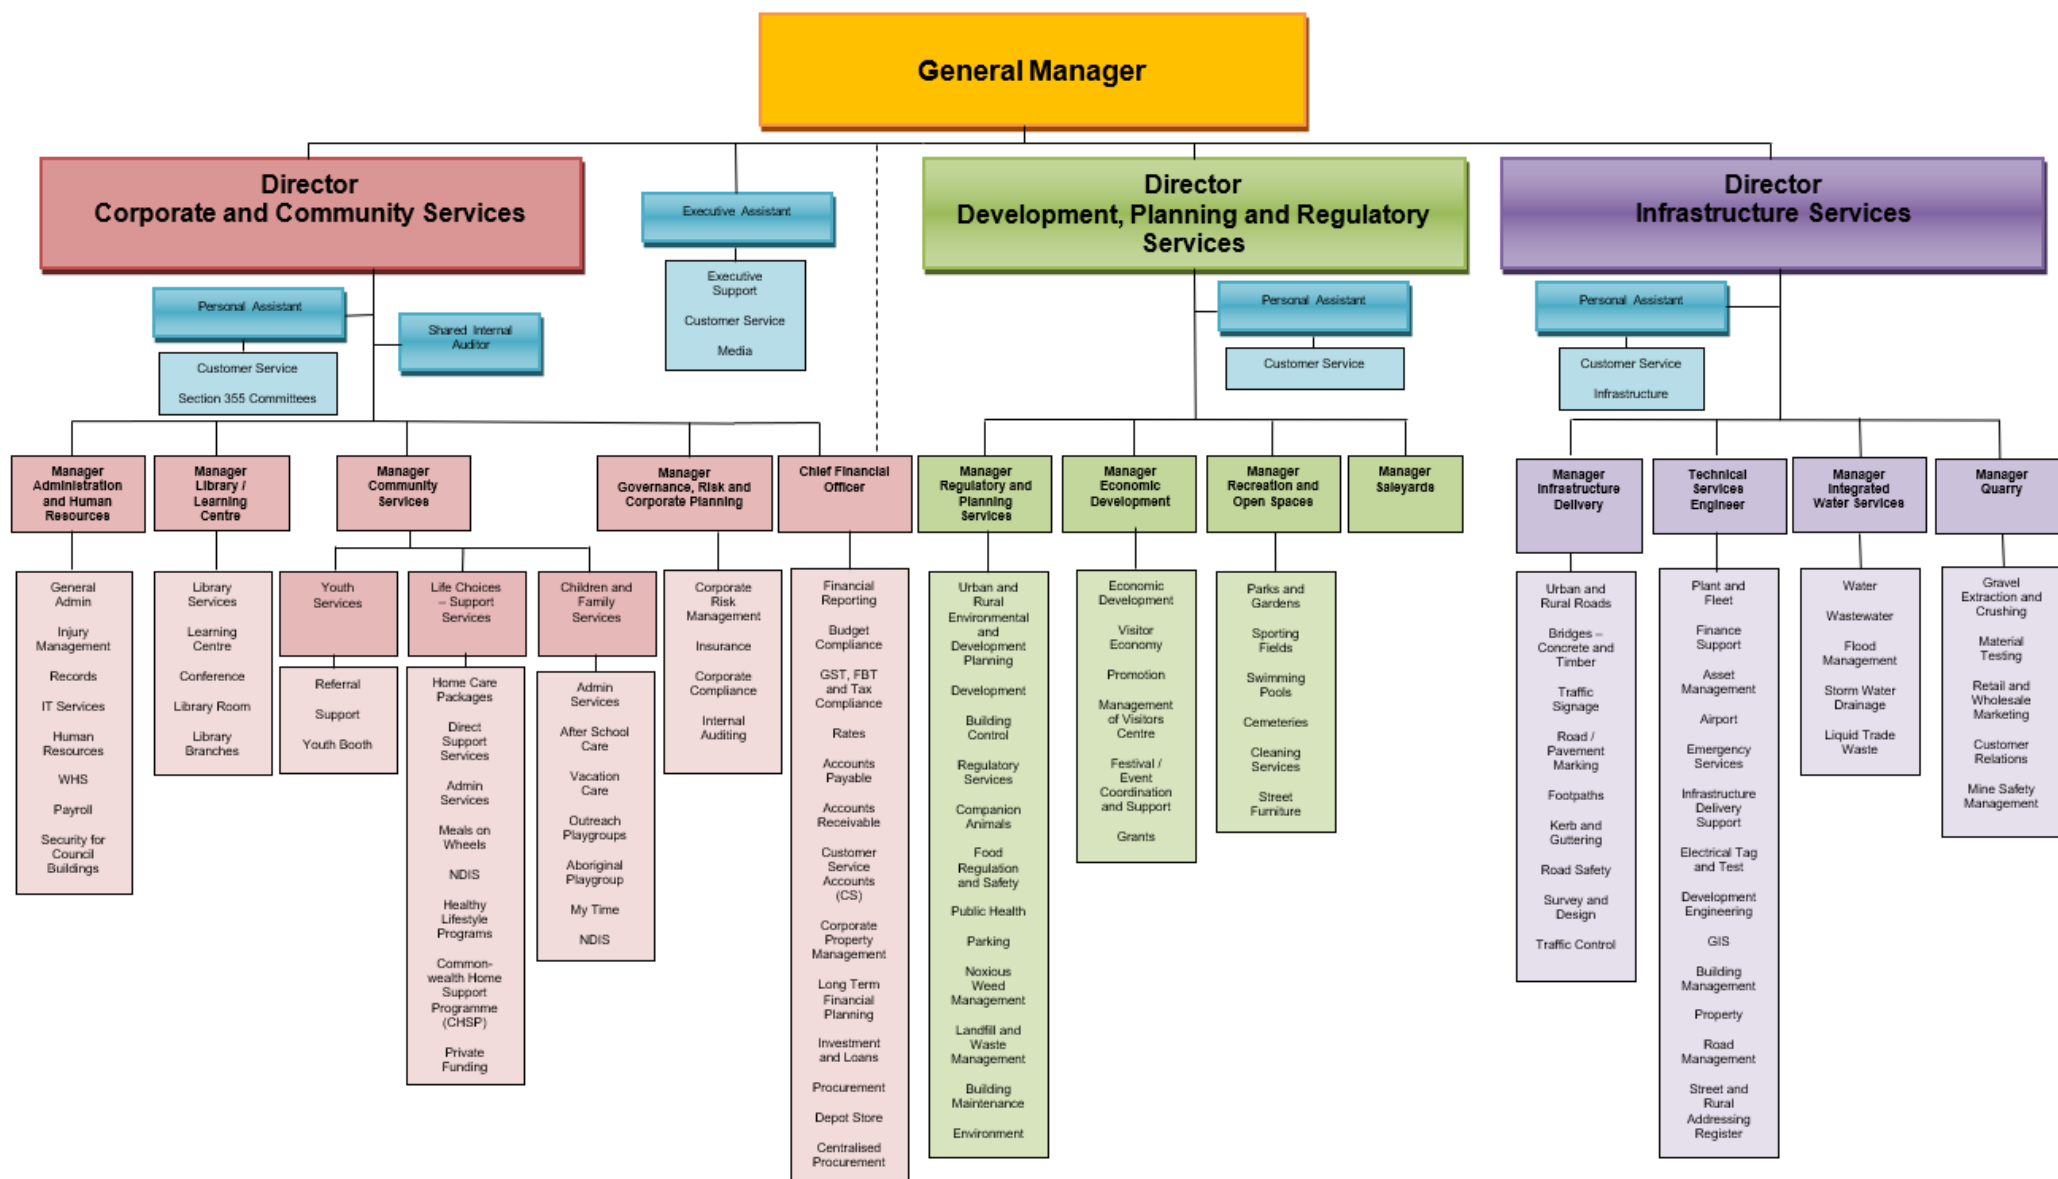 General Manager
Director
Corporate and Community Services
Executive Assistant
Executive
Support
Customer Service
Media
Director
Development, Planning and Regulatory
Services
Director
Infrastructure Services
Personal Assistant
Customer Service
Section 355 Committees
Shared Internal
Auditor
Personal Assistant
Customer Service
Personal Assistant
Customer Service
Infrastructure
Manager
Administration
and Human
Resources
General
Admin
Injury
Management
Records
IT Services
Human
Resources
WHS
Payroll
Security for
Council
Buildings
Manager
Library /
Learning
Centre
Library
Services
Learning
Centre
Conference
Library Room
Library
Branches
Manager
Community
Services
Youth
Services
Referral
Support
Youth Booth
Life Choices
– Support
Services
Home Care
Packages
Direct
Support
Services
Admin
Services
Meals on
Wheels
NDIS
Healthy
Lifestyle
Programs
Common-
wealth Home
Support
Programme
(CHSP)
Private
Funding
Children and
Family
Services
Admin
Services
After School
Care
Vacation
Care
Outreach
Playgroups
Aboriginal
Playgroup
My Time
NDIS
Manager
Governance, Risk and
Corporate Planning
Corporate
Risk
Management
Insurance
Corporate
Compliance
Internal
Auditing
Chief Financial
Officer
Financial
Reporting
Budget
Compliance
GST, FBT
and Tax
Compliance
Rates
Accounts
Payable
Accounts
Receivable
Customer
Service
Accounts
(CS)
Corporate
Property
Management
Long Term
Financial
Planning
Investment
and Loans
Procurement
Depot Store
Centralised
Procurement
Manager
Regulatory and
Planning
Services
Urban and
Rural
Environmental
and
Development
Planning
Development
Building
Control
Regulatory
Services
Companion
Animals
Food
Regulation
and Safety
Public Health
Parking
Noxious
Weed
Management
Landfill and
Waste
Management
Building
Maintenance
Environment
Manager
Economic
Development
Economic
Development
Visitor
Economy
Promotion
Management
of Visitors
Centre
Festival /
Event
Coordination
and Support
Grants
Manager
Recreation and
Open Spaces
Parks and
Gardens
Sporting
Fields
Swimming
Pools
Cemeteries
Cleaning
Services
Street
Furniture
Manager
Saleyards
Manager
Infrastructure
Delivery
Urban and
Rural Roads
Bridges –
Concrete and
Timber
Traffic
Signage
Road /
Pavement
Marking
Footpaths
Kerb and
Guttering
Road Safety
Survey and
Design
Traffic Control
Technical
Services
Engineer
Plant and
Fleet
Finance
Support
Asset
Management
Airport
Emergency
Services
Infrastructure
Delivery
Support
Electrical Tag
and Test
Development
Engineering
GIS
Building
Management
Property
Road
Management
Street and
Rural
Addressing
Register
Manager
Integrated
Water Services
Water
Wastewater
Flood
Management
Storm Water
Drainage
Liquid Trade
Waste
Manager
Quarry
Gravel
Extraction and
Crushing
Material
Testing
Retail and
Wholesale
Marketing
Customer
Relations
Mine Safety
Management